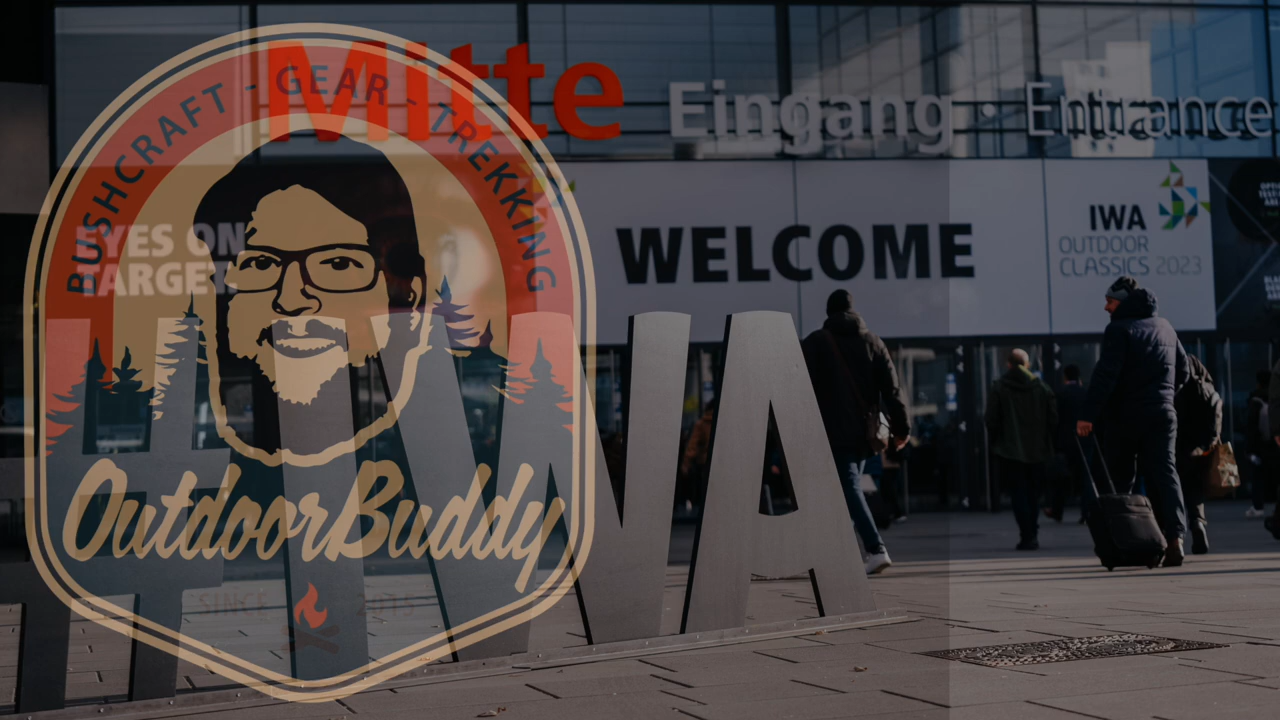 Mitte
Eingang · Entrance
BUSHCRAFT - GEAR - TREKKING
EYES ON
TARGET
WELCOME
IWA
OUTDOOR
CLASSICS 2023
#IWA
OutdoorBuddy
SINCE 2015